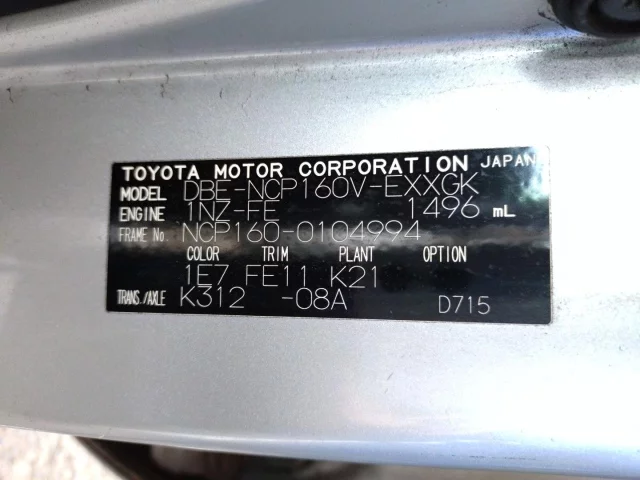 TOYOTA MOTOR CORPORATION JAPAN
MODEL DBE-NCP160V-EXXGK
ENGINE 1NZ-FE 1496 mL
FRAME No. NCP160-0104994
COLOR TRIM PLANT OPTION
1E7 FE11 K21
TRANS./AXLE K312 -08A D715